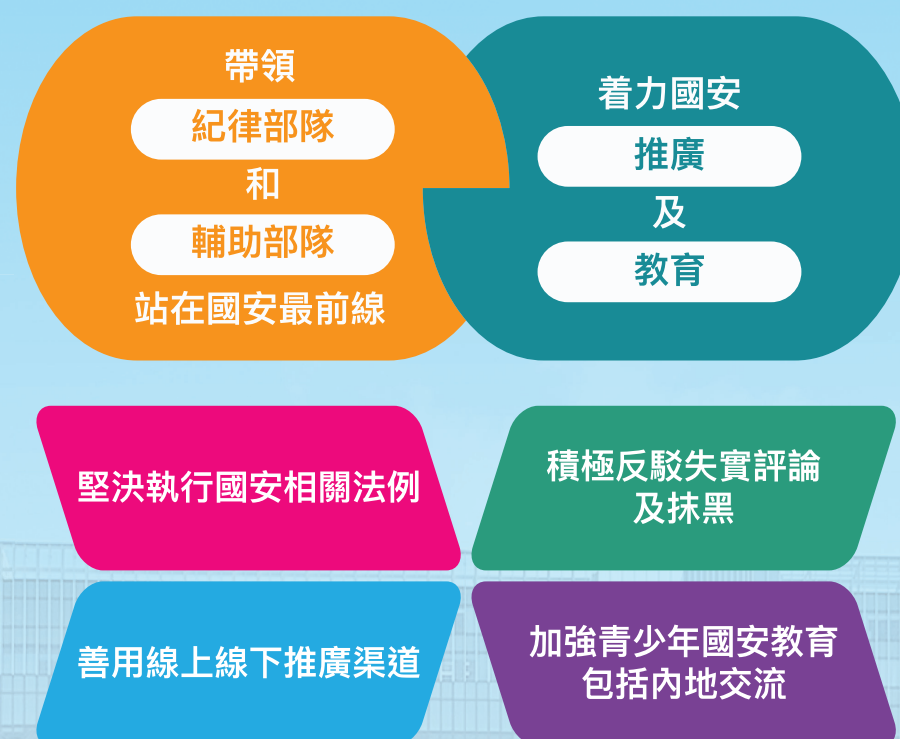 帶領
紀律部隊
和
輔助部隊
站在國安最前線
着力國安
推廣
及
教育
堅決執行國安相關法例
積極反駁失實評論
及抹黑
善用線上線下推廣渠道
加強青少年國安教育
包括內地交流